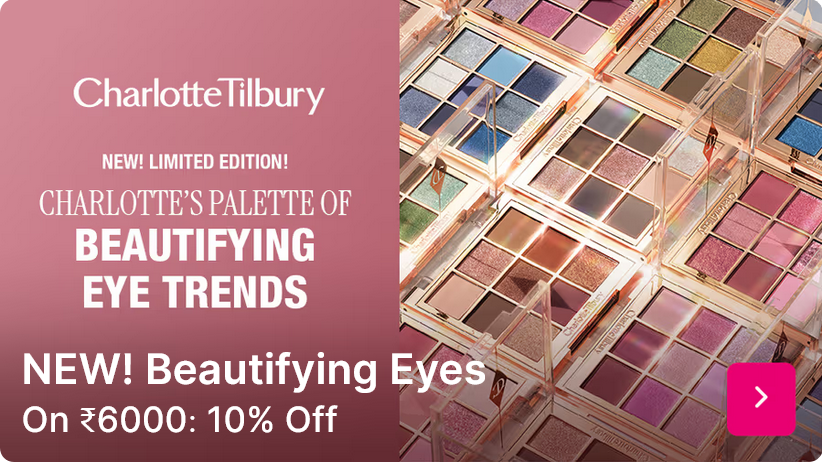 CharlotteTilbury
NEW! LIMITED EDITION!
CHARLOTTE'S PALETTE OF
BEAUTIFYING
EYE TRENDS
NEW! Beautifying Eyes
On ₹6000: 10% Off